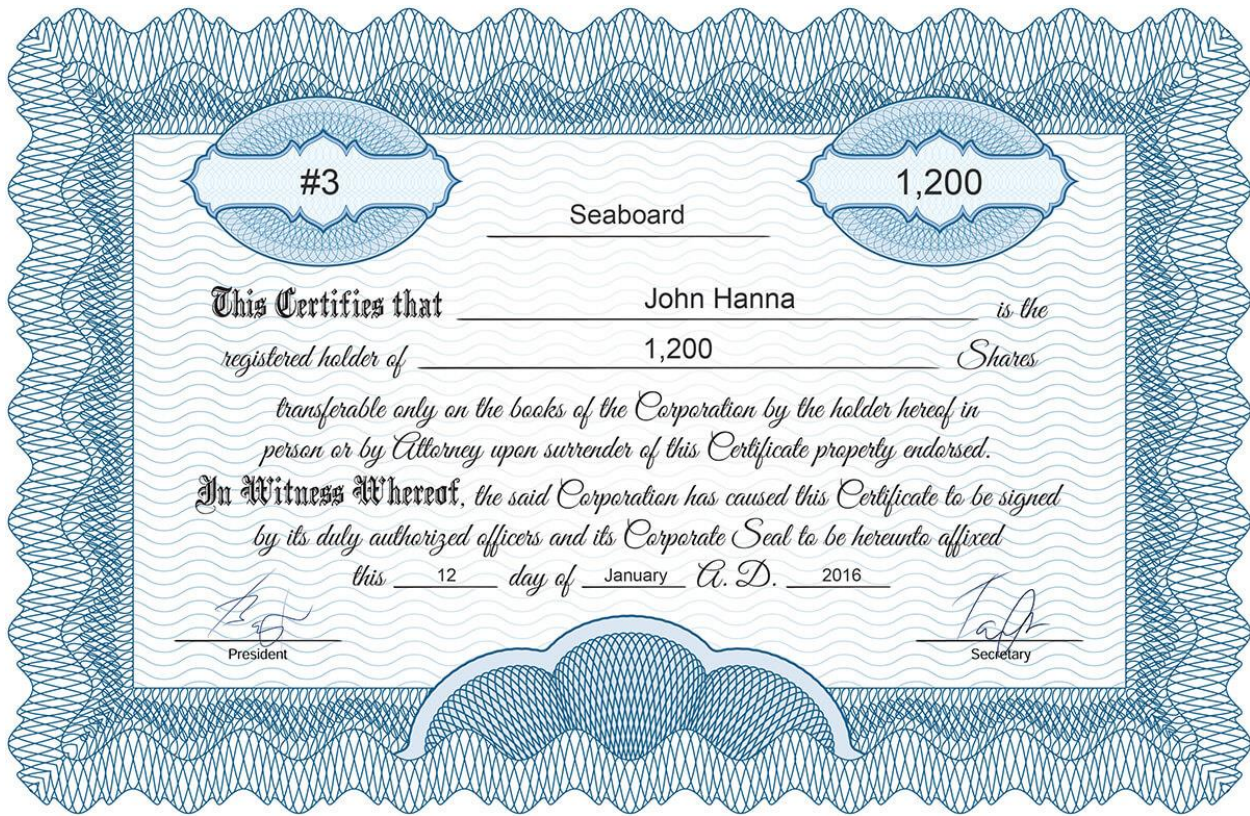 #3
1,200
Seaboard
This Certifies that John Hanna is the
registered holder of 1,200 Shares
transferable only on the books of the Corporation by the holder hereof in
person or by Attorney upon surrender of this Certificate property endorsed.
In Witness Whereof, the said Corporation has caused this Certificate to be signed
by its duly authorized officers and its Corporate Seal to be hereunto affixed
this 12 day of January A. D. 2016
President
Secretary